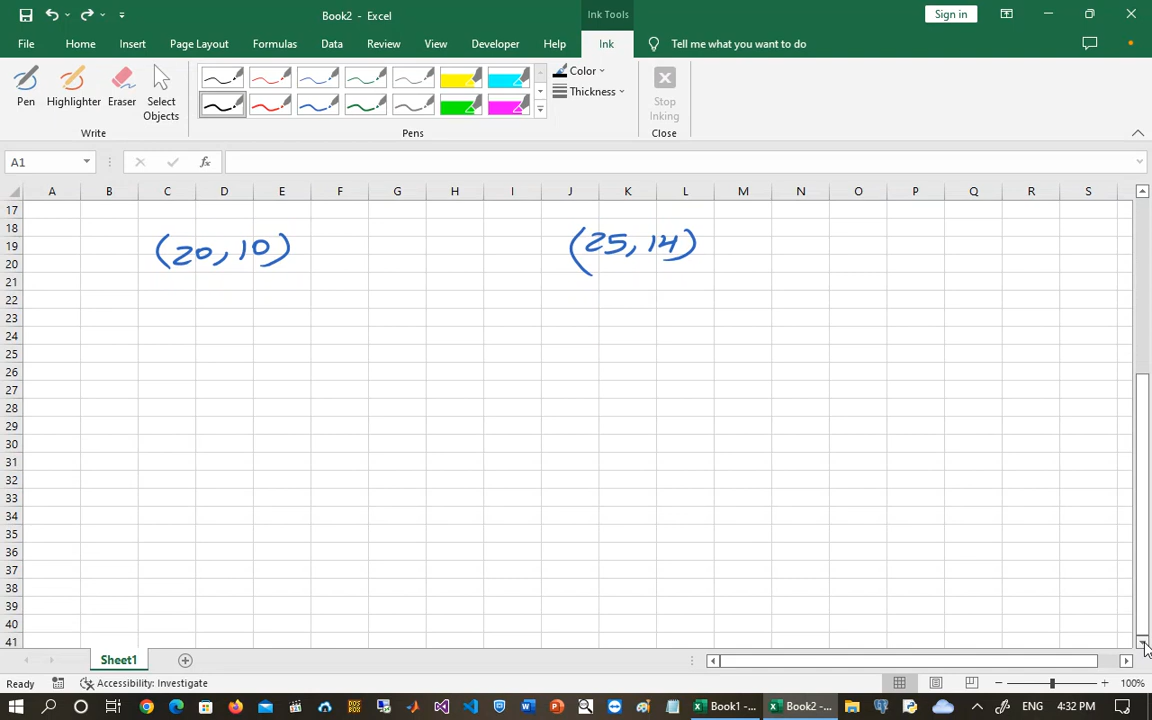 Book2 - Excel
Ink Tools
Sign in
File Home Insert Page Layout Formulas Data Review View Developer Help Ink Tell me what you want to do
Pen Highlighter Eraser Select Objects
Color
Thickness
Stop Inking
Write Pens Close
A1 fx
A B C D E F G H I J K L M N O P Q R S
17
18
19 (20, 10) (25, 14)
20
21
22
23
24
25
26
27
28
29
30
31
32
33
34
35
36
37
38
39
40
41
Sheet1
Ready Accessibility: Investigate 100%
Book1 -... Book2 -... ENG 4:32 PM